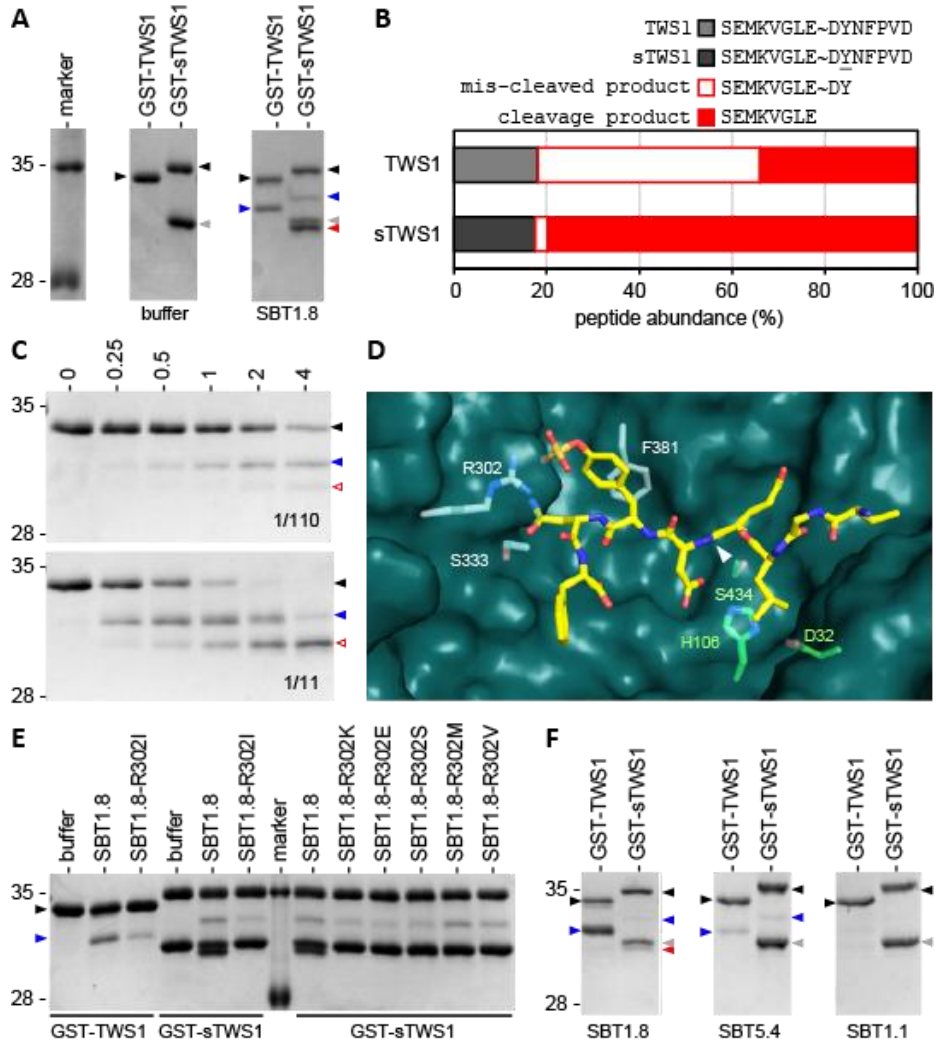 A
marker
GST-TWS1
GST-sTWS1
GST-TWS1
GST-sTWS1
35 -
28 -
buffer
SBT1.8
B
TWS1 SEMKVGLE~DYNFPVD
sTWS1 SEMKVGLE~DYNFPVD
mis-cleaved product SEMKVGLE~DY
cleavage product SEMKVGLE
TWS1
sTWS1
0 20 40 60 80 100
peptide abundance (%)
C
0 0.25 0.5 1 2 4
35 -
28 -
1/110
35 -
28 -
1/11
D
R302
F381
S333
S434
H106
D32
E
buffer
SBT1.8
SBT1.8-R302I
buffer
SBT1.8
SBT1.8-R302I
marker
SBT1.8
SBT1.8-R302K
SBT1.8-R302E
SBT1.8-R302S
SBT1.8-R302M
SBT1.8-R302V
35 -
28 -
GST-TWS1
GST-sTWS1
GST-sTWS1
F
GST-TWS1
GST-sTWS1
GST-TWS1
GST-sTWS1
GST-TWS1
GST-sTWS1
35 -
28 -
SBT1.8
SBT5.4
SBT1.1